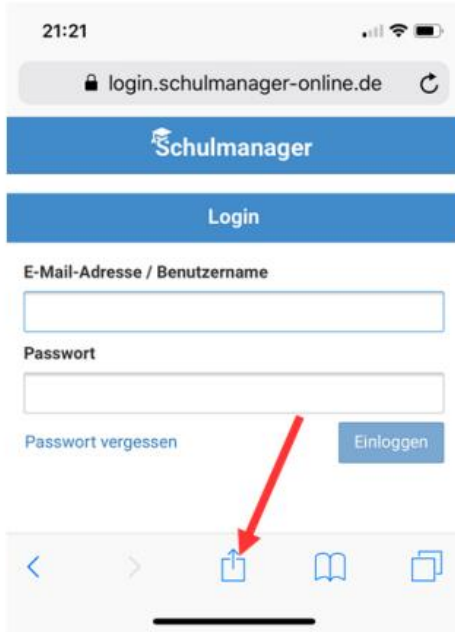 21:21
login.schulmanager-online.de
Schulmanager
Login
E-Mail-Adresse / Benutzername
Passwort
Passwort vergessen
Einloggen